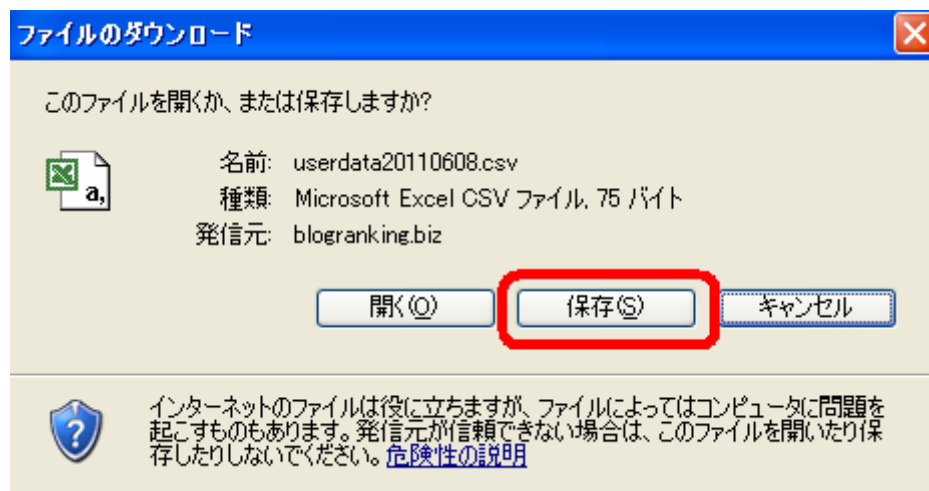 ファイルのダウンロード
このファイルを開くか、または保存しますか?
a,
名前: userdata20110608.csv
種類: Microsoft Excel CSV ファイル, 75 バイト
発信元: blogranking.biz
開く(O) 保存(S) キャンセル
インターネットのファイルは役に立ちますが、ファイルによってはコンピュータに問題を
起こすものもあります。発信元が信頼できない場合は、このファイルを開いたり保
存したりしないでください。危険性の説明